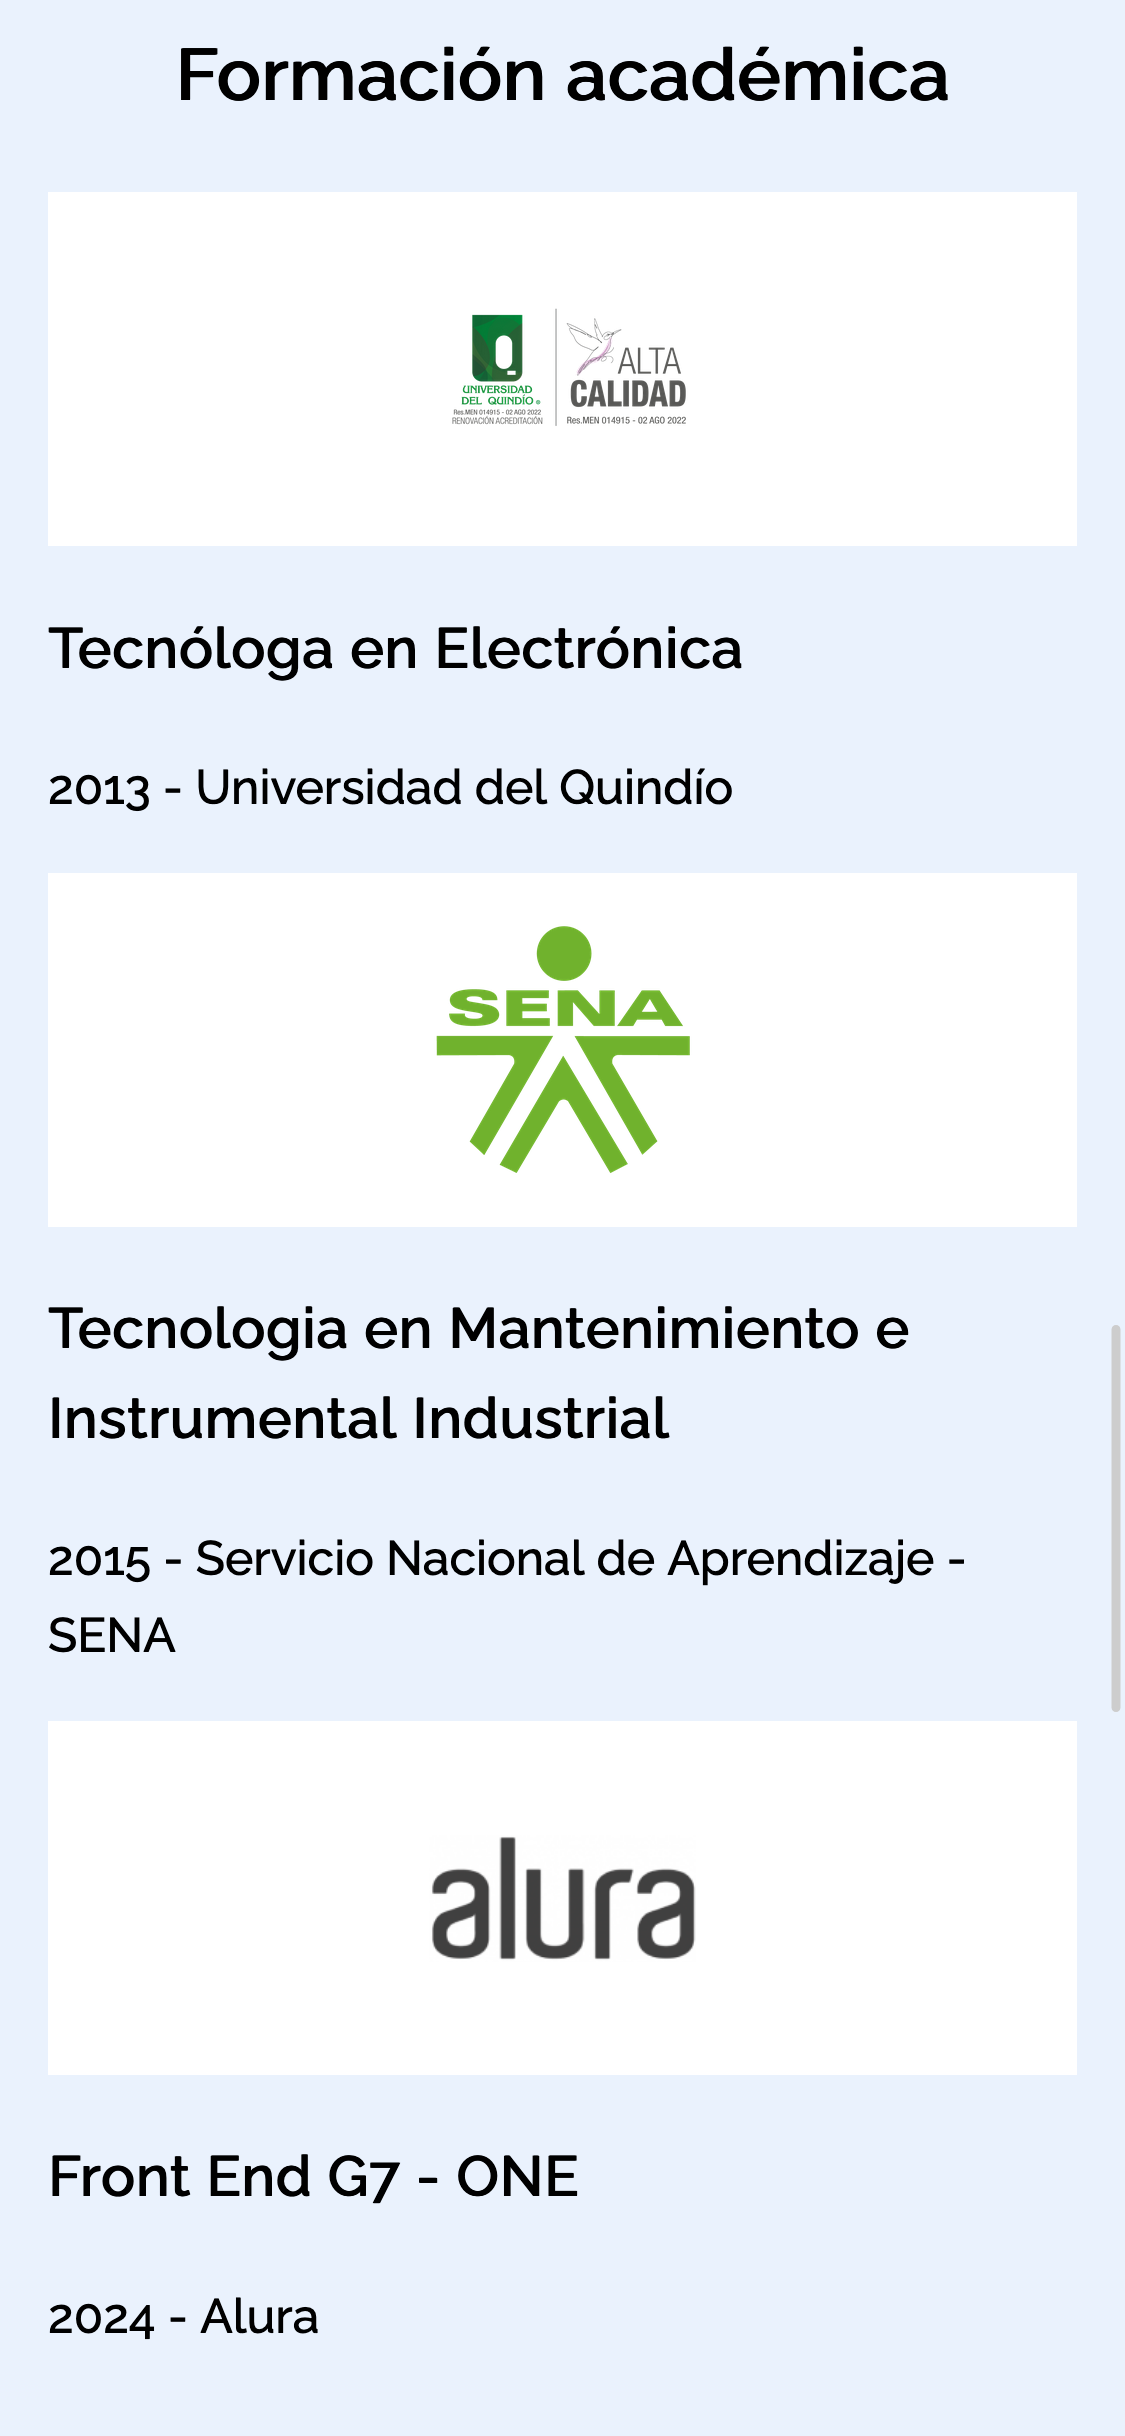 Formación académica
UNIVERSIDAD
DEL QUINDÍO ®
Res.MEN 014915 - 02 AGO 2022
RENOVACIÓN ACREDITACIÓN
ALTA
CALIDAD
Res.MEN 014915 - 02 AGO 2022
Tecnóloga en Electrónica
2013 - Universidad del Quindío
SENA
Tecnologia en Mantenimiento e
Instrumental Industrial
2015 - Servicio Nacional de Aprendizaje -
SENA
alura
Front End G7 - ONE
2024 - Alura